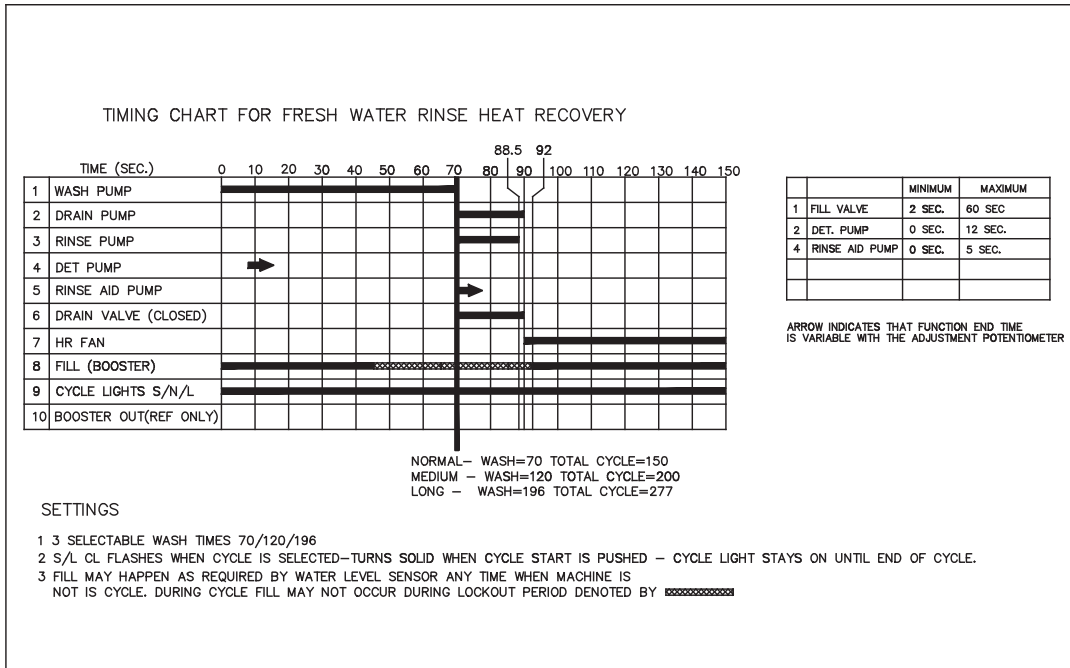 TIMING CHART FOR FRESH WATER RINSE HEAT RECOVERY
88.5 92
TIME (SEC.) 0 10 20 30 40 50 60 70 80 90 100 110 120 130 140 150
1 WASH PUMP
2 DRAIN PUMP
3 RINSE PUMP
4 DET PUMP
5 RINSE AID PUMP
6 DRAIN VALVE (CLOSED)
7 HR FAN
8 FILL (BOOSTER)
9 CYCLE LIGHTS S/N/L
10 BOOSTER OUT(REF ONLY)
MINIMUM MAXIMUM
1 FILL VALVE 2 SEC. 60 SEC
2 DET. PUMP 0 SEC. 12 SEC.
4 RINSE AID PUMP 0 SEC. 5 SEC.
ARROW INDICATES THAT FUNCTION END TIME
IS VARIABLE WITH THE ADJUSTMENT POTENTIOMETER
NORMAL— WASH=70 TOTAL CYCLE=150
MEDIUM — WASH=120 TOTAL CYCLE=200
LONG — WASH=196 TOTAL CYCLE=277
SETTINGS
1 3 SELECTABLE WASH TIMES 70/120/196
2 S/L CL FLASHES WHEN CYCLE IS SELECTED—TURNS SOLID WHEN CYCLE START IS PUSHED — CYCLE LIGHT STAYS ON UNTIL END OF CYCLE.
3 FILL MAY HAPPEN AS REQUIRED BY WATER LEVEL SENSOR ANY TIME WHEN MACHINE IS
NOT IS CYCLE. DURING CYCLE FILL MAY NOT OCCUR DURING LOCKOUT PERIOD DENOTED BY